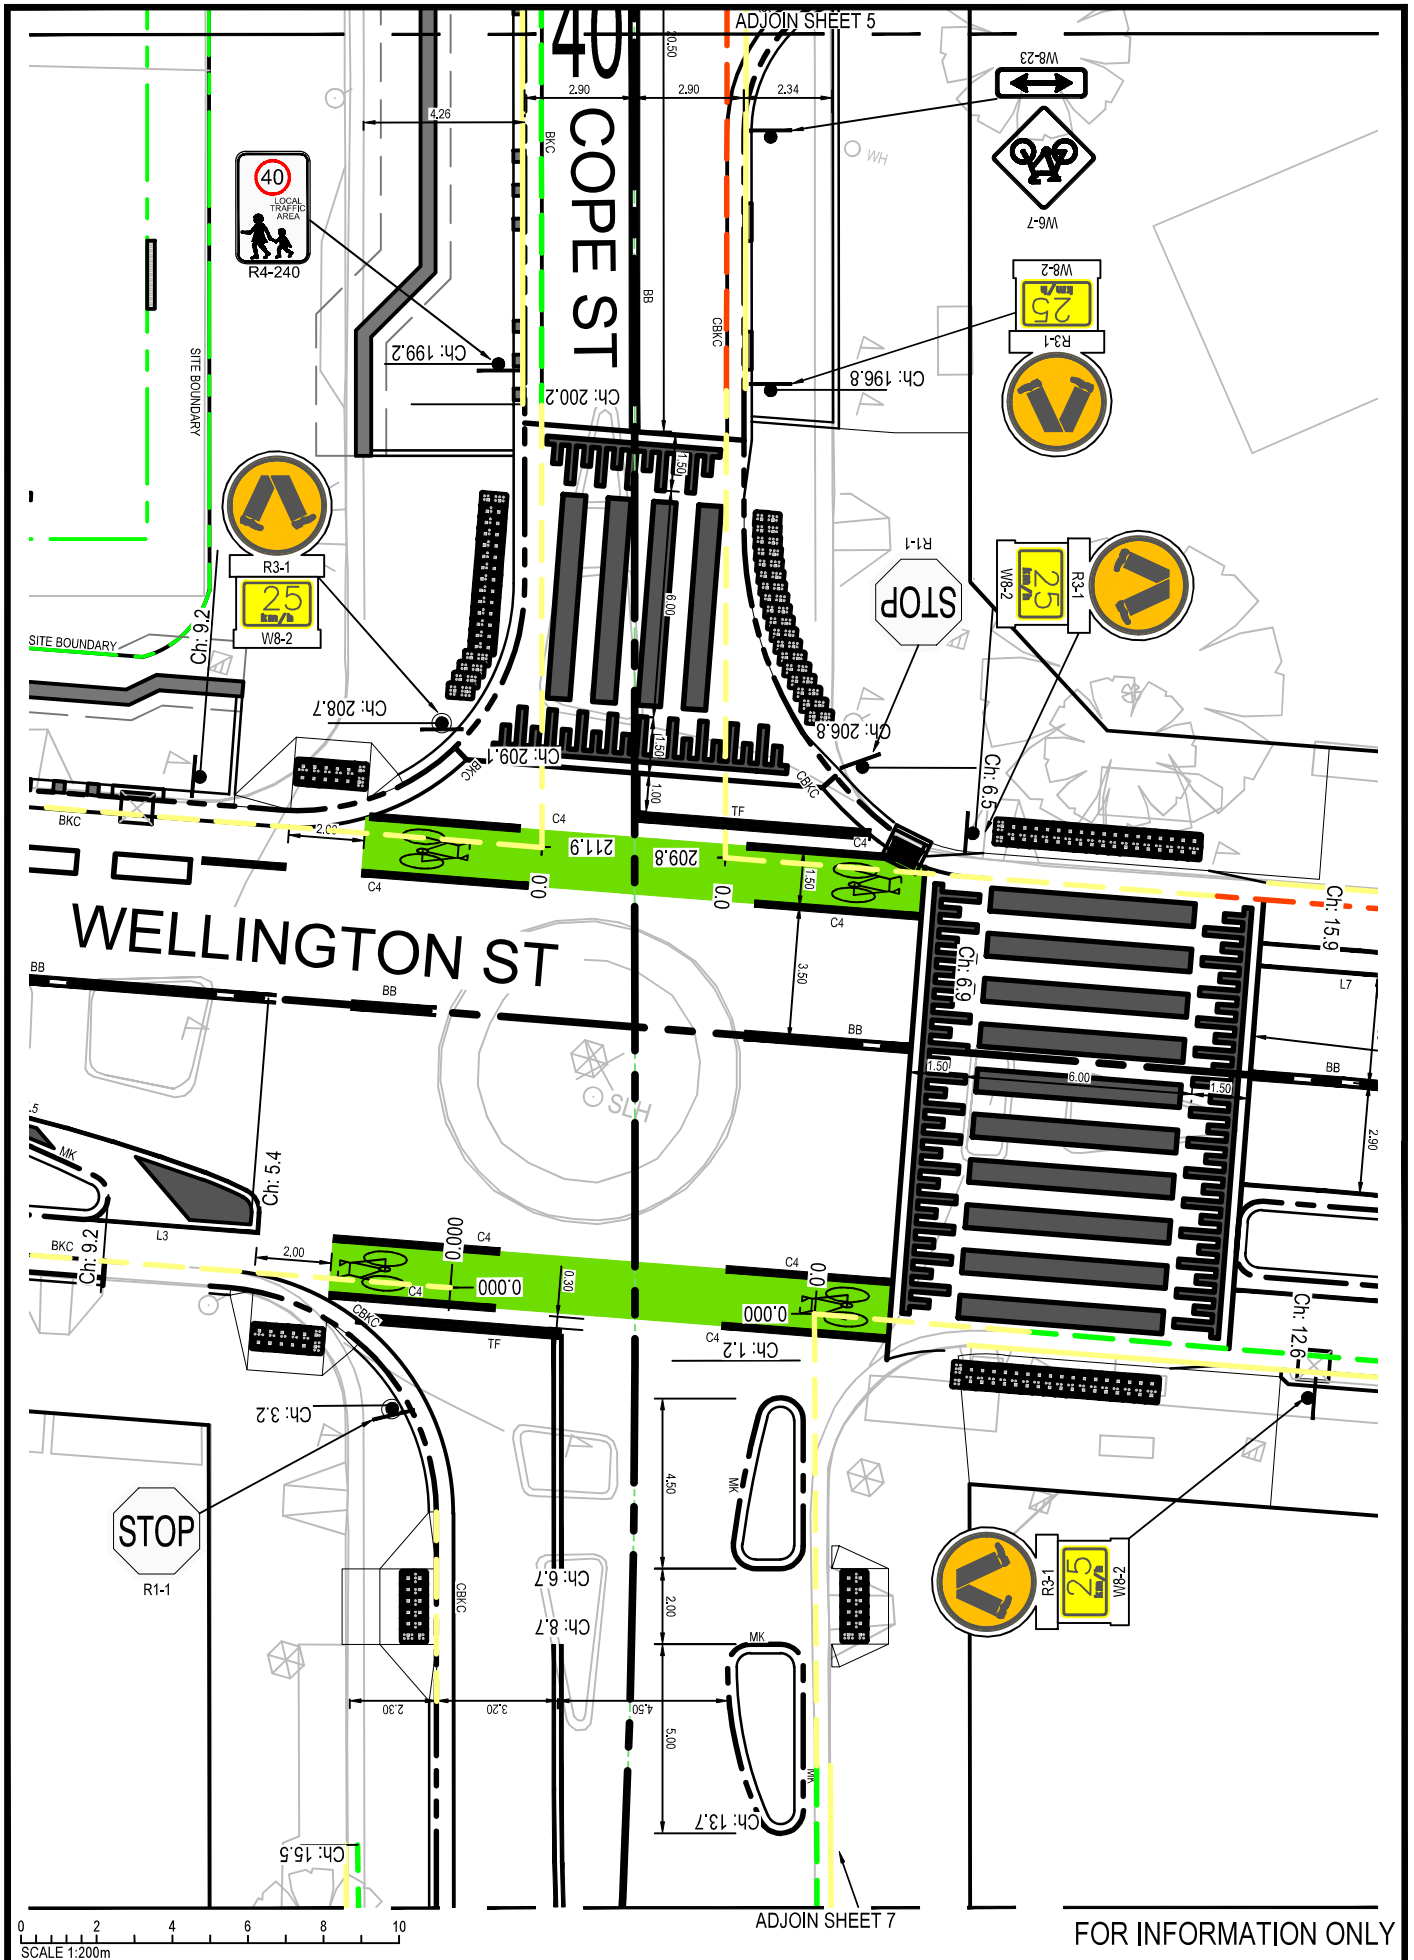 ADJOIN SHEET 5
40
COPE ST
20.50
2.90
2.90
2.34
4.26
W8-23
W6-7
WH
BKC
BB
CBKC
40
LOCAL
TRAFFIC
AREA
R4-240
W8-2
25
km/h
R3-1
SITE BOUNDARY
Ch: 199.2
Ch: 196.8
Ch: 200.2
1.50
6.00
R3-1
25
km/h
W8-2
R1-1
STOP
R3-1
25
km/h
W8-2
Ch: 9.2
SITE BOUNDARY
Ch: 208.7
Ch: 206.8
Ch: 209.1
1.50
1.00
BKC
CBKC
Ch: 6.5
BKC
2.00
C4
TF
C4
211.9
209.8
C4
0.0
0.0
1.50
C4
Ch: 15.9
WELLINGTON ST
3.50
Ch: 6.9
L7
BB
BB
BB
BB
1.50
6.00
1.50
SLH
2.90
.5
MK
Ch: 5.4
L3
BKC
Ch: 9.2
2.00
C4
0.000
0.000
C4
0.30
C4
0.0
0.000
C4
CBKC
TF
Ch: 1.2
Ch: 12.6
Ch: 3.2
4.50
MK
STOP
R1-1
CBKC
Ch: 6.7
2.00
Ch: 8.7
MK
R3-1
25
km/h
W8-2
2.30
3.20
4.50
5.00
MK
Ch: 13.7
Ch: 15.5
ADJOIN SHEET 7
0 2 4 6 8 10
SCALE 1:200m
FOR INFORMATION ONLY